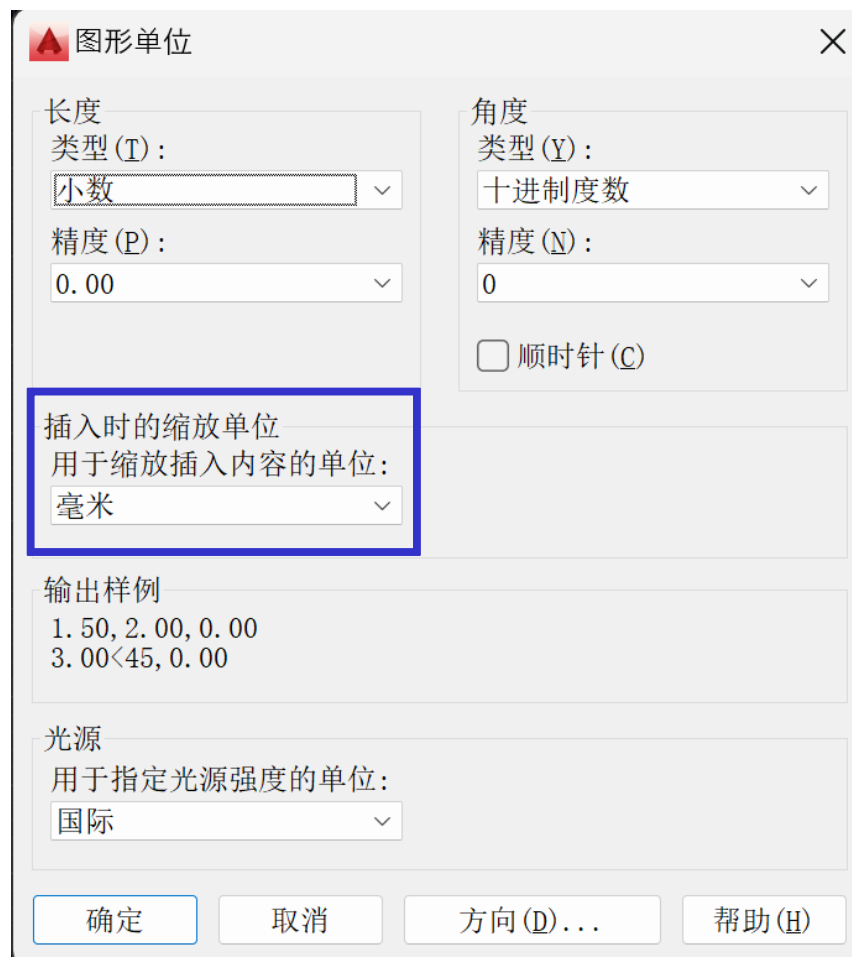 图形单位
长度
类型(T):
小数
精度(P):
0.00
角度
类型(Y):
十进制度数
精度(N):
0
顺时针(C)
插入时的缩放单位
用于缩放插入内容的单位:
毫米
输出样例
1.50,2.00,0.00
3.00<45,0.00
光源
用于指定光源强度的单位:
国际
确定 取消 方向(D)... 帮助(H)